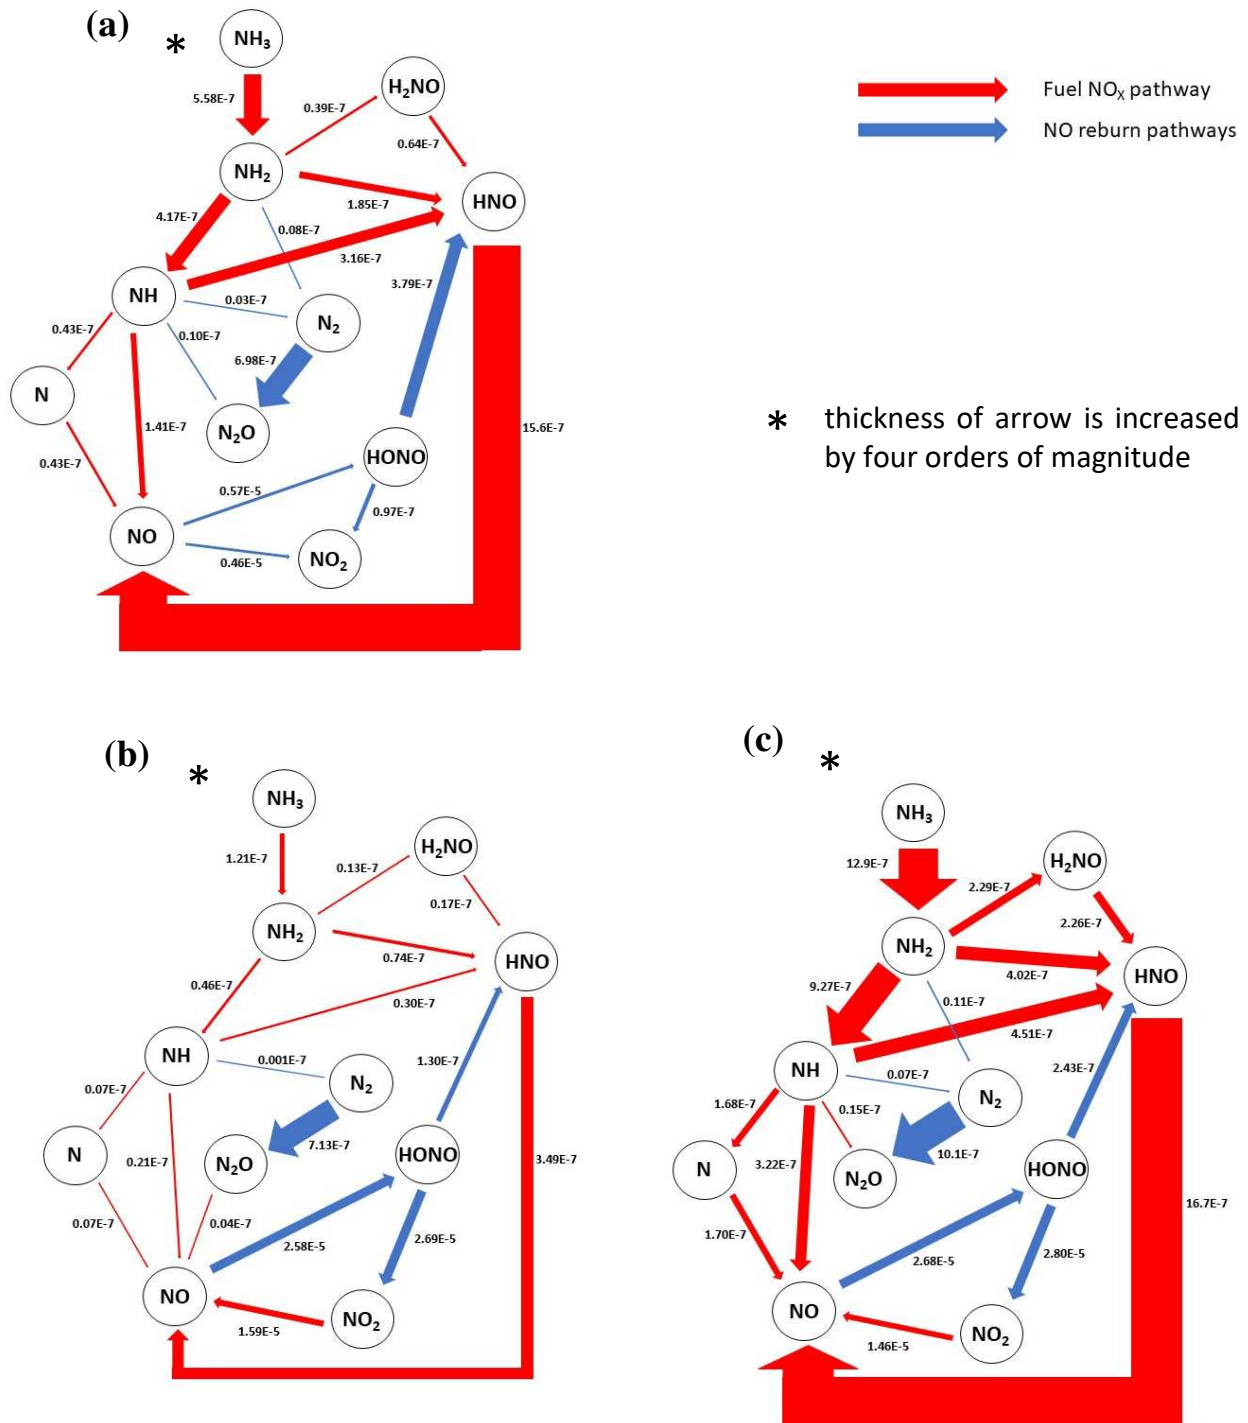 (a)
*
NH₃
5.58E-7
H₂NO
0.39E-7
0.64E-7
NH₂
HNO
1.85E-7
4.17E-7
0.08E-7
3.16E-7
3.79E-7
NH
0.03E-7
N₂
0.43E-7
0.10E-7
6.98E-7
N
N₂O
1.41E-7
15.6E-7
0.43E-7
HONO
0.57E-5
0.97E-7
NO
NO₂
0.46E-5
Fuel NOₓ pathway
NO reburn pathways
* thickness of arrow is increased
by four orders of magnitude
(b)
*
NH₃
1.21E-7
H₂NO
0.13E-7
0.17E-7
NH₂
0.74E-7
HNO
0.46E-7
0.30E-7
NH
0.001E-7
1.30E-7
N₂
0.07E-7
7.13E-7
N
N₂O
HONO
0.21E-7
3.49E-7
0.07E-7
0.04E-7
2.58E-5
2.69E-5
NO
NO₂
1.59E-5
(c)
*
NH₃
12.9E-7
H₂NO
2.29E-7
2.26E-7
NH₂
4.02E-7
HNO
9.27E-7
0.11E-7
4.51E-7
NH
0.07E-7
2.43E-7
N₂
1.68E-7
0.15E-7
10.1E-7
N
N₂O
HONO
3.22E-7
16.7E-7
1.70E-7
2.68E-5
2.80E-5
NO
NO₂
1.46E-5